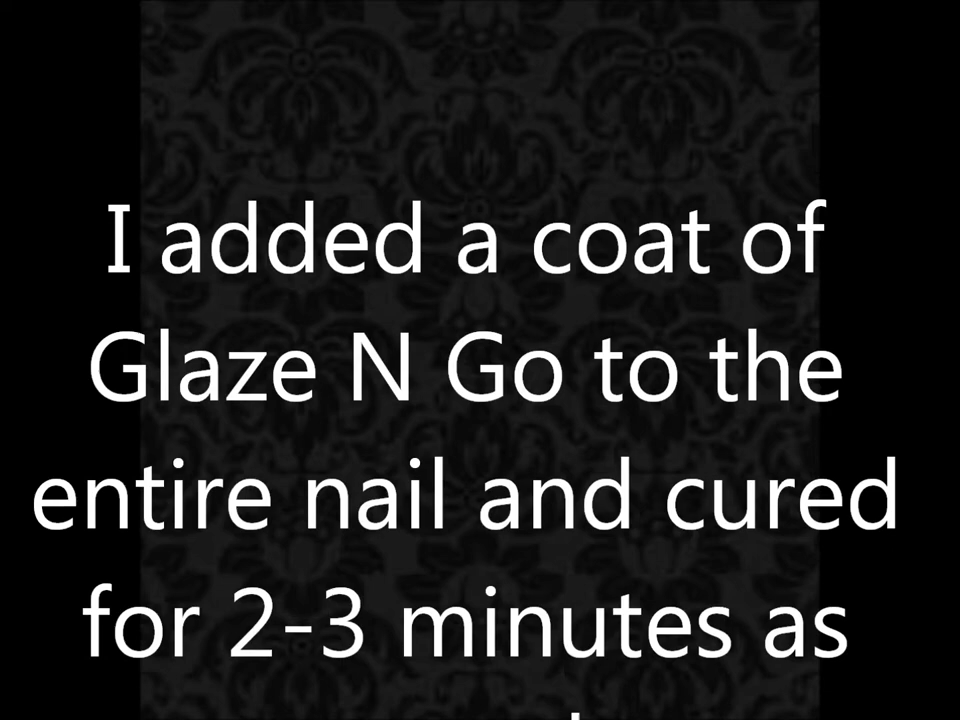 I added a coat of
Glaze N Go to the
entire nail and cured
for 2-3 minutes as